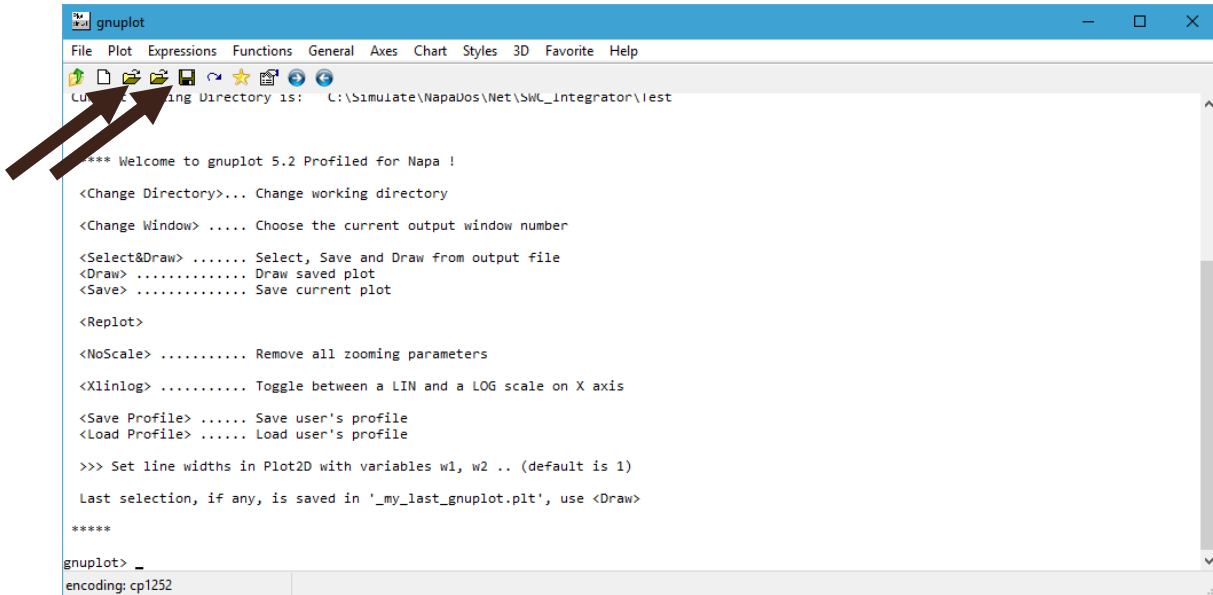 gnuplot
File Plot Expressions Functions General Axes Chart Styles 3D Favorite Help
Directory is: C:\Simulate\NapaDos\Net\SWC_Integrator\Test
**** Welcome to gnuplot 5.2 Profiled for Napa !
<Change Directory>... Change working directory
<Change Window> ..... Choose the current output window number
<Select&Draw> ....... Select, Save and Draw from output file
<Draw> .............. Draw saved plot
<Save> .............. Save current plot
<Replot>
<NoScale> ........... Remove all zooming parameters
<Xlinlog> ........... Toggle between a LIN and a LOG scale on X axis
<Save Profile> ...... Save user's profile
<Load Profile> ...... Load user's profile
>>> Set line widths in Plot2D with variables w1, w2 .. (default is 1)
Last selection, if any, is saved in '_my_last_gnuplot.plt', use <Draw>
*****
gnuplot> _
encoding: cp1252